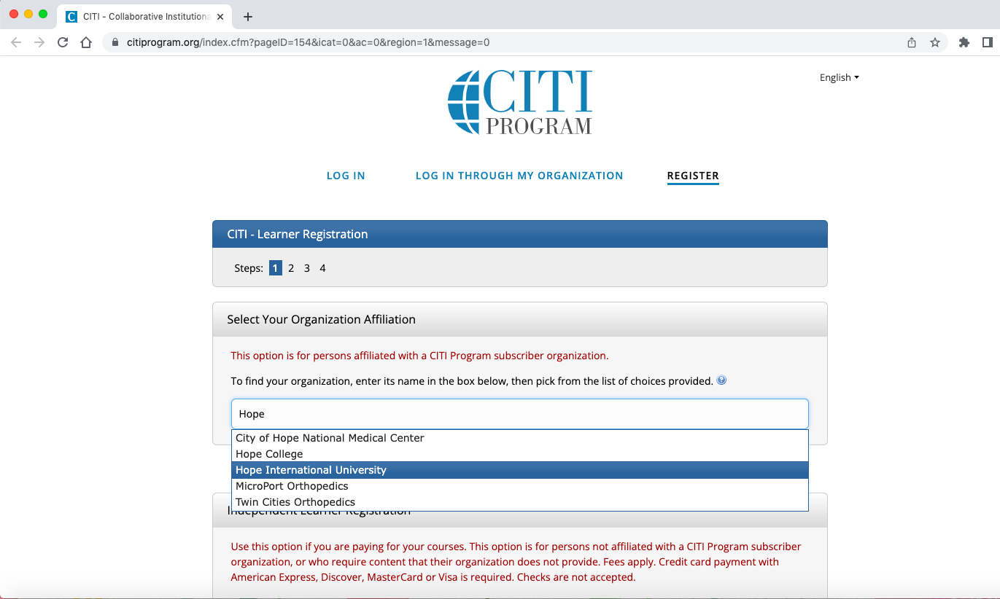 CITI - Collaborative Institutiona
citiprogram.org/index.cfm?pageID=154&icat=0&ac=0&region=1&message=0
English
CITI
PROGRAM
LOG IN
LOG IN THROUGH MY ORGANIZATION
REGISTER
CITI - Learner Registration
Steps: 1 2 3 4
Select Your Organization Affiliation
This option is for persons affiliated with a CITI Program subscriber organization.
To find your organization, enter its name in the box below, then pick from the list of choices provided.
Hope
City of Hope National Medical Center
Hope College
Hope International University
MicroPort Orthopedics
Twin Cities Orthopedics
Independent Learner Registration
Use this option if you are paying for your courses. This option is for persons not affiliated with a CITI Program subscriber
organization, or who require content that their organization does not provide. Fees apply. Credit card payment with
American Express, Discover, MasterCard or Visa is required. Checks are not accepted.